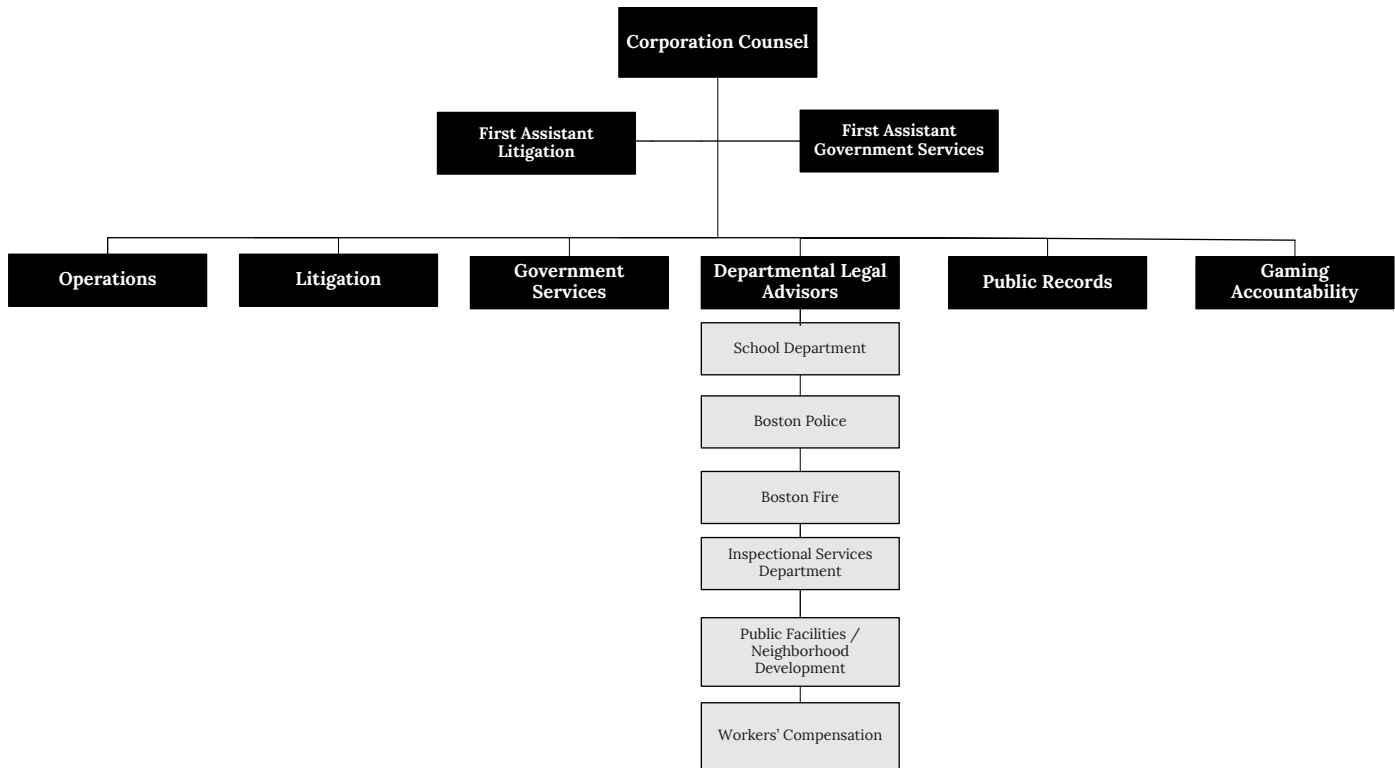 Corporation Counsel
First Assistant
Litigation
First Assistant
Government Services
Operations
Litigation
Government
Services
Departmental Legal
Advisors
Public Records
Gaming
Accountability
School Department
Boston Police
Boston Fire
Inspectional Services
Department
Public Facilities /
Neighborhood
Development
Workers’ Compensation